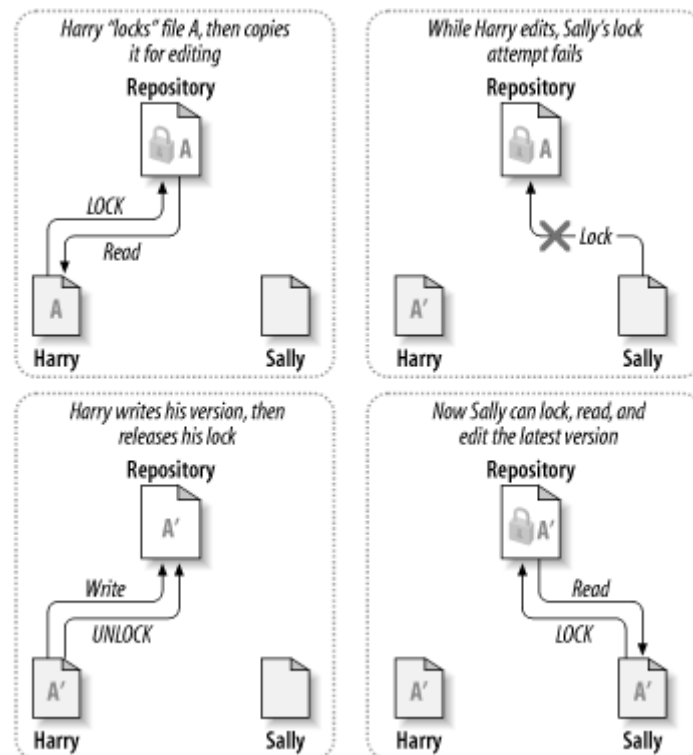 Harry “locks” file A, then copies
it for editing
Repository
A
LOCK
Read
A
Harry
Sally
While Harry edits, Sally’s lock
attempt fails
Repository
A
Lock
A′
Harry
Sally
Harry writes his version, then
releases his lock
Repository
A′
Write
UNLOCK
A′
Harry
Sally
Now Sally can lock, read, and
edit the latest version
Repository
A′
Read
LOCK
A′
A′
Harry
Sally